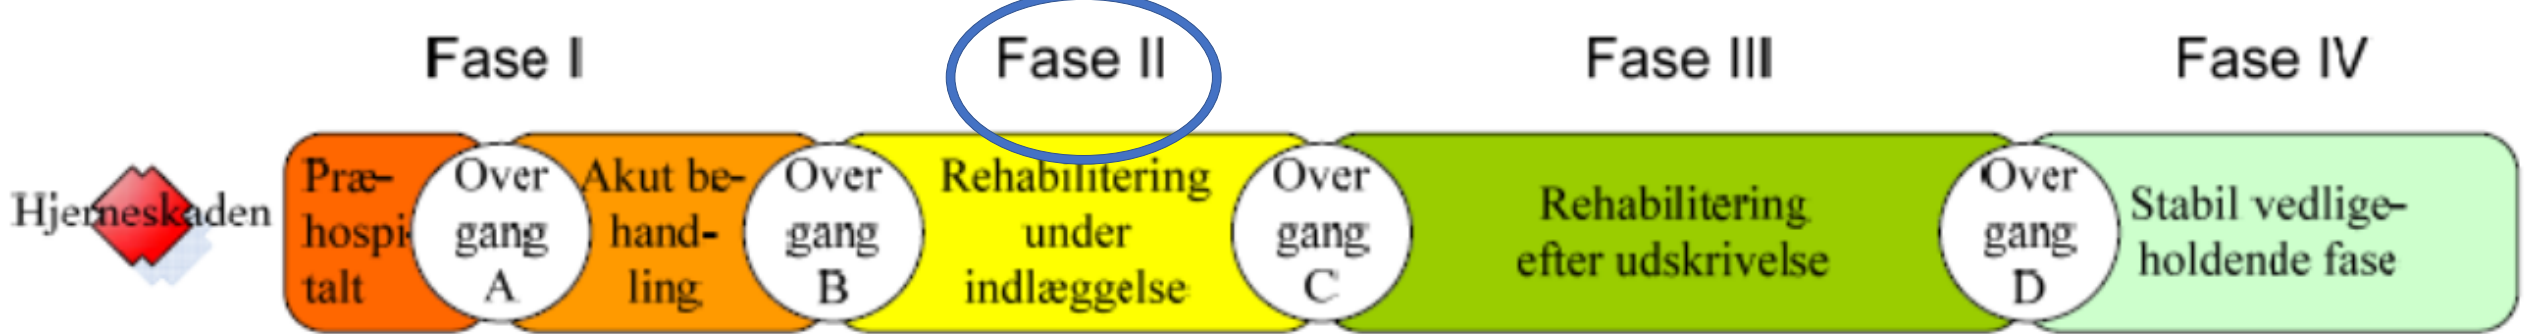 Fase I
Fase II
Fase III
Fase IV
Hjerneskaden
Præ-
hospi
talt
Over
gang
A
Akut be-
hand-
ling
Over
gang
B
Rehabilitering
under
indlæggelse
Over
gang
C
Rehabilitering
efter udskrivelse
Over
gang
D
Stabil vedlige-
holdende fase